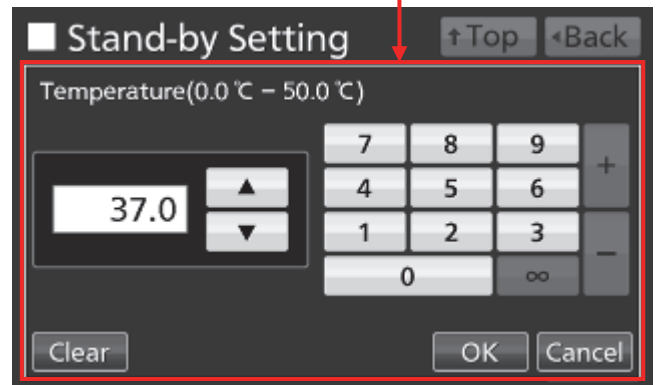 Stand-by Setting ↑Top ◂Back
Temperature(0.0 ℃ − 50.0 ℃)
7 8 9 +
37.0 ▲ 4 5 6
▼ 1 2 3 −
0 ∞
Clear OK Cancel